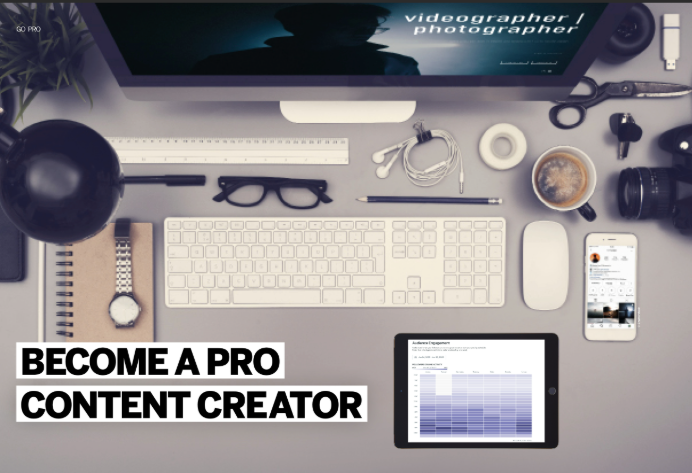 GO PRO
videographer /
photographer
Audience Engagement
BECOME A PRO
CONTENT CREATOR